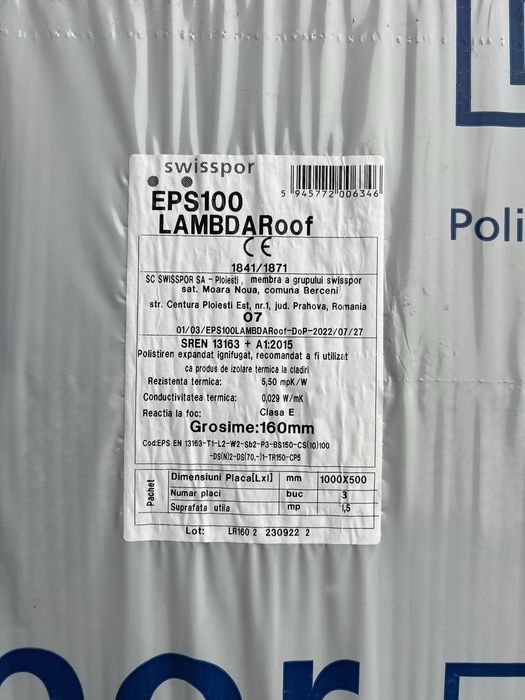 swisspor
5 945772 006346
EPS100
LAMBDARoof
CE
1841/1871
SC SWISSPOR SA - Ploiesti, membra a grupului swisspor
sat. Moara Noua, comuna Berceni
str. Centura Ploiesti Est, nr.1, jud. Prahova, Romania
07
01/03/EPS100LAMBDARoof-DoP-2022/07/27
SREN 13163 + A1:2015
Polistiren expandat ignifugat, recomandat a fi utilizat
ca produs de izolare termica la cladiri
Rezistenta termica: 5,50 mpK/W
Conductivitatea termica: 0,029 W/mK
Reactia la foc: Clasa E
Grosime:160mm
Cod:EPS EN 13163-T1-L2-W2-Sb2-P3-BS150-CS(10)100
-DS(N)2-DS(70,-)1-TR150-CP5
Pachet
Dimensiuni Placa[Lxl] mm 1000X500
Numar placi buc 3
Suprafata utila mp 1,5
Lot: LR160 2 230922 2
Poli
por